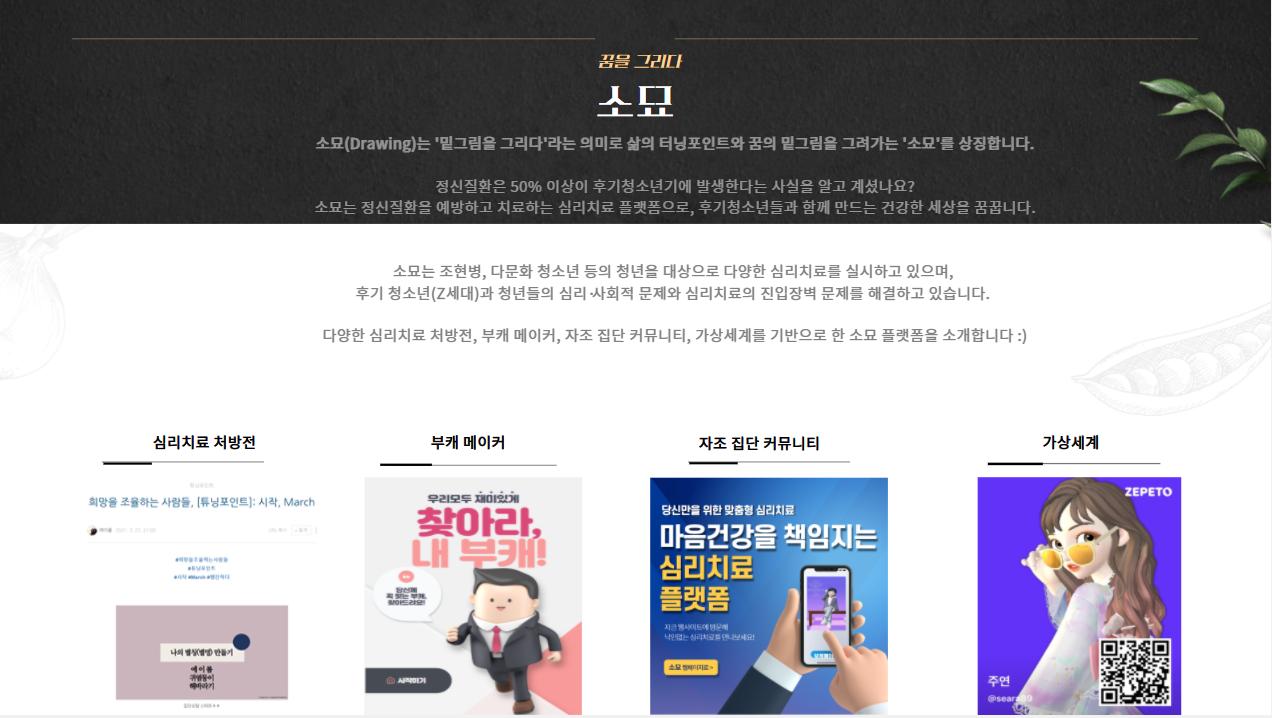 꿈을 그리다
소묘
소묘(Drawing)는 '밑그림을 그리다'라는 의미로 삶의 터닝포인트와 꿈의 밑그림을 그려가는 '소묘'를 상징합니다.
정신질환은 50% 이상이 후기청소년기에 발생한다는 사실을 알고 계셨나요?
소묘는 정신질환을 예방하고 치료하는 심리치료 플랫폼으로, 후기청소년들과 함께 만드는 건강한 세상을 꿈꿉니다.
소묘는 조현병, 다문화 청소년 등의 청년을 대상으로 다양한 심리치료를 실시하고 있으며,
후기 청소년(Z세대)과 청년들의 심리·사회적 문제와 심리치료의 진입장벽 문제를 해결하고 있습니다.
다양한 심리치료 처방전, 부캐 메이커, 자조 집단 커뮤니티, 가상세계를 기반으로 한 소묘 플랫폼을 소개합니다 :)
심리치료 처방전
튜닝포인트
희망을 조율하는 사람들, [튜닝포인트]: 시작, March
#희망을조율하는사람들
#튜닝포인트
#시작 #March #행진하다
나의 별칭(별명) 만들기
에이블
귀염둥이
해바라기
부캐 메이커
우리모두 재미있게
찾아라,
내 부캐!
당신께
꼭 맞는 부캐,
찾아드려요!
시작하기
자조 집단 커뮤니티
당신만을 위한 맞춤형 심리치료
마음건강을 책임지는
심리치료
플랫폼
지금 웹사이트에 방문해
낙인없는 심리치료를 만나보세요!
소묘 웹페이지로 >
가상세계
ZEPETO
주연